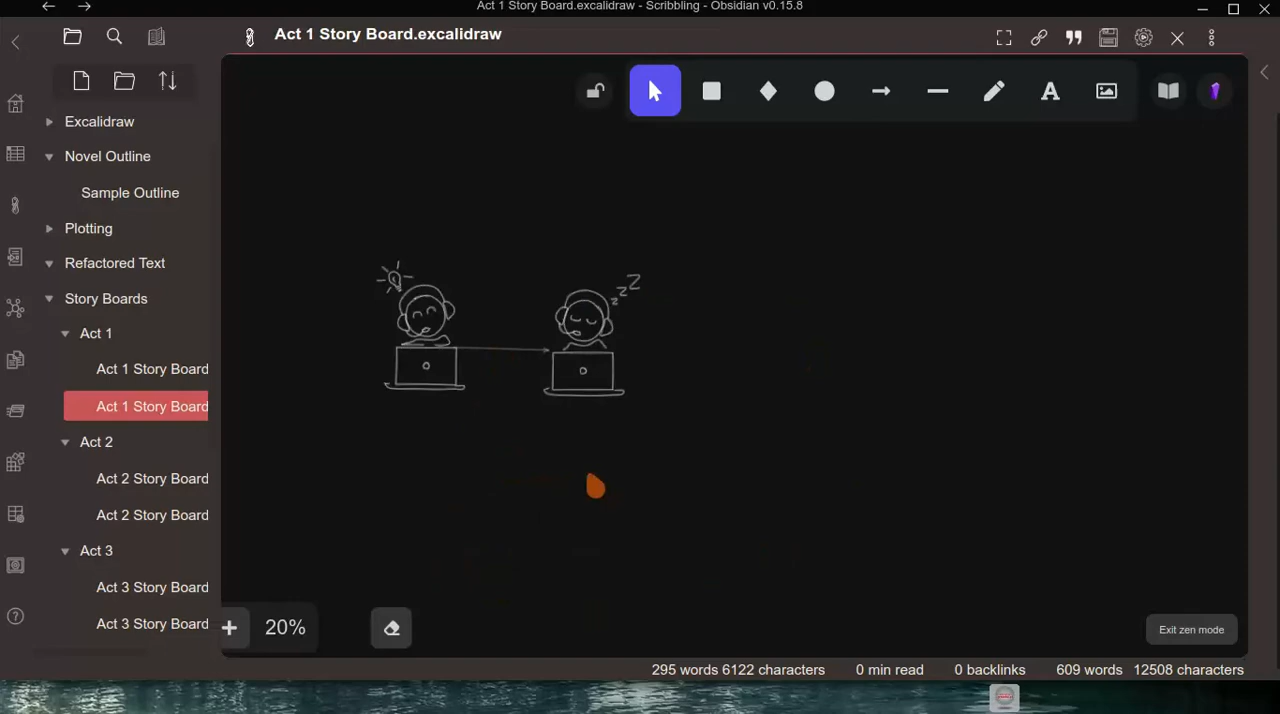 Act 1 Story Board.excalidraw - Scribbling - Obsidian v0.15.8
Act 1 Story Board.excalidraw
Excalidraw
Novel Outline
Sample Outline
Plotting
Refactored Text
Story Boards
Act 1
Act 1 Story Board
Act 1 Story Board
Act 2
Act 2 Story Board
Act 2 Story Board
Act 3
Act 3 Story Board
Act 3 Story Board
A
z z Z
+ 20%
Exit zen mode
295 words 6122 characters 0 min read 0 backlinks 609 words 12508 characters